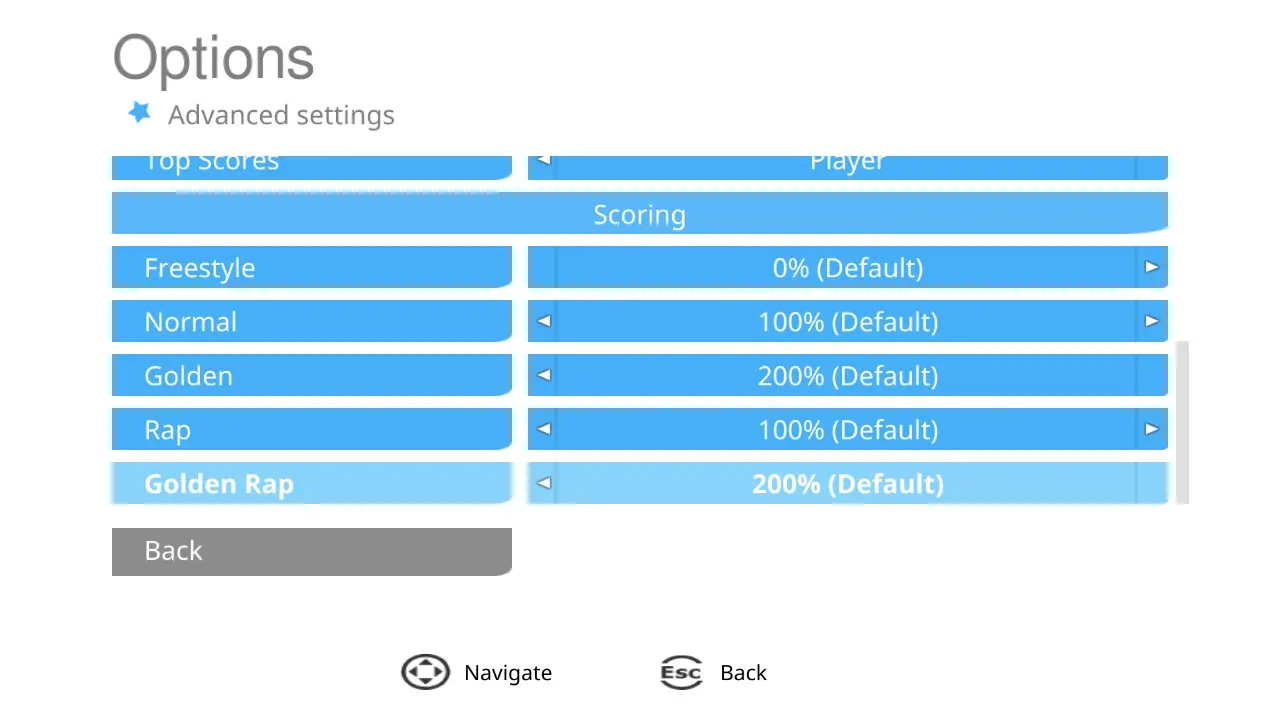 Options
Advanced settings
Top Scores Player
Scoring
Freestyle 0% (Default)
Normal 100% (Default)
Golden 200% (Default)
Rap 100% (Default)
Golden Rap 200% (Default)
Back
Navigate Esc Back